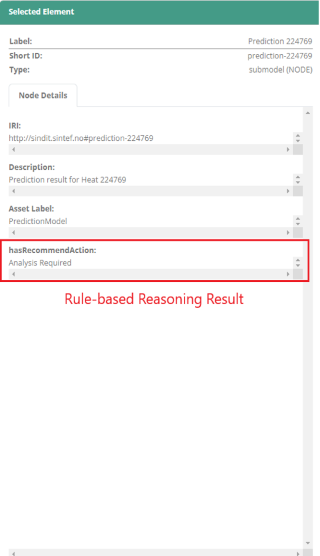 Selected Element
Label: Prediction 224769
Short ID: prediction-224769
Type: submodel (NODE)
Node Details
IRI:
http://sindit.sintef.no#prediction-224769
Description:
Prediction result for Heat 224769
Asset Label:
PredictionModel
hasRecommendAction:
Analysis Required
Rule-based Reasoning Result